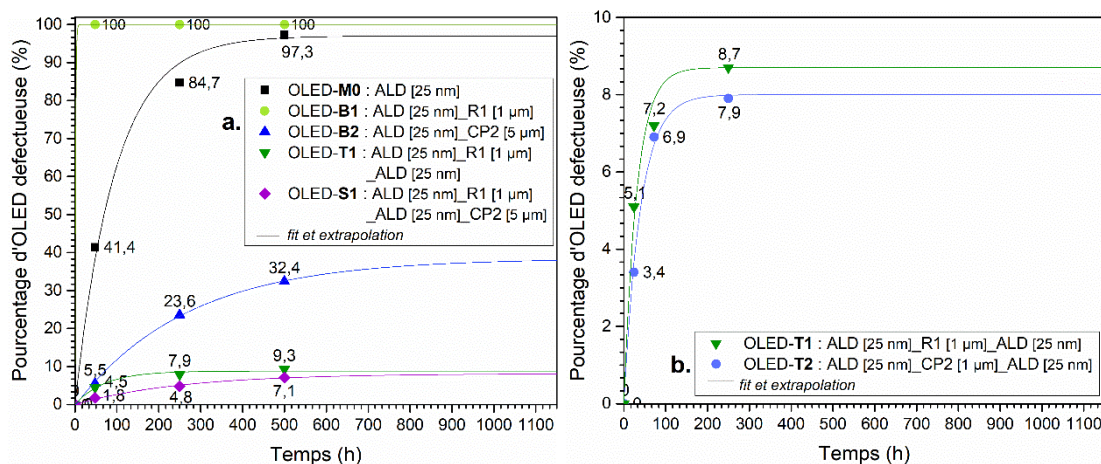 Pourcentage d'OLED defectueuse (%)
100
90
80
70
60
50
40
30
20
10
0
100
100
100
97,3
84,7
41,4
OLED-M0 : ALD [25 nm]
OLED-B1 : ALD [25 nm]_R1 [1 µm]
OLED-B2 : ALD [25 nm]_CP2 [5 µm]
OLED-T1 : ALD [25 nm]_R1 [1 µm]
_ALD [25 nm]
OLED-S1 : ALD [25 nm]_R1 [1 µm]
_ALD [25 nm]_CP2 [5 µm]
fit et extrapolation
a.
32,4
23,6
5,5
4,5
1,8
7,9
4,8
9,3
7,1
0 100 200 300 400 500 600 700 800 900 1000 1100
Temps (h)
Pourcentage d'OLED defectueuse (%)
10
8
6
4
2
0
8,7
7,9
7,2
6,9
5,1
3,4
0
0
b.
OLED-T1 : ALD [25 nm]_R1 [1 µm]_ALD [25 nm]
OLED-T2 : ALD [25 nm]_CP2 [1 µm]_ALD [25 nm]
fit et extrapolation
0 100 200 300 400 500 600 700 800 900 1000 1100
Temps (h)